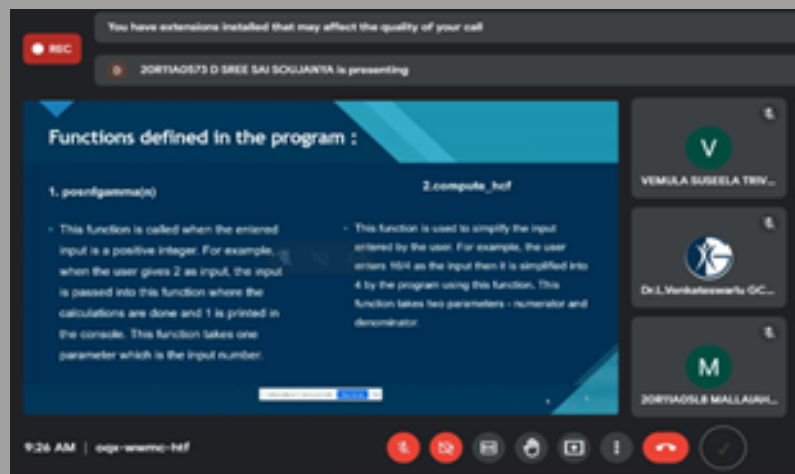 You have extensions installed that may affect the quality of your call
REC
D 20R11A0573 D SREE SAI SOUJANYA is presenting
Functions defined in the program :
1. posnfgamma(n)
• This function is called when the entered
input is a positive integer. For example,
when the user gives 2 as input, the input
is passed into this function where the
calculations are done and 1 is printed in
the console. This function takes one
parameter which is the input number.
2.compute_hcf
• This function is used to simplify the input
entered by the user. For example, the user
enters 16/4 as the input then it is simplified into
4 by the program using this function. This
function takes two parameters - numerator and
denominator.
V
VEMULA SUSEELA TRIV...
Dr.L.Venkateswarlu GC...
M
20R11A05L8 MALLAIAH...
9:26 AM